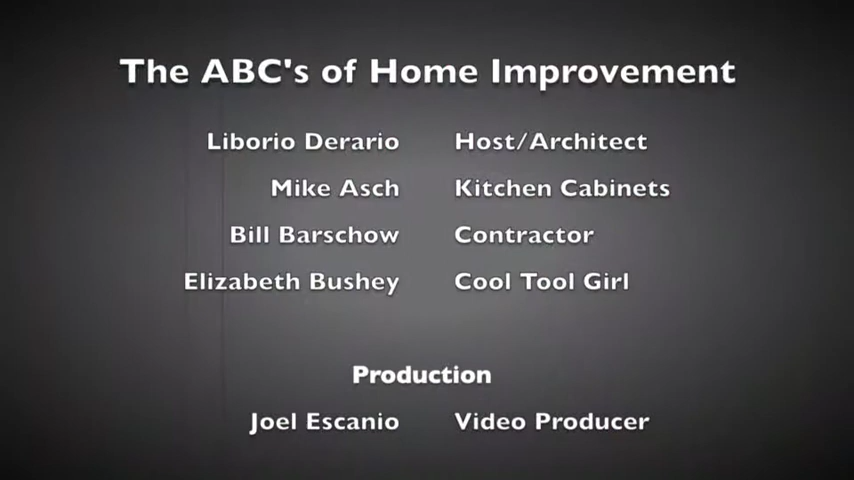 The ABC's of Home Improvement
Liborio Derario Host/Architect
Mike Asch Kitchen Cabinets
Bill Barschow Contractor
Elizabeth Bushey Cool Tool Girl
Production
Joel Escanio Video Producer